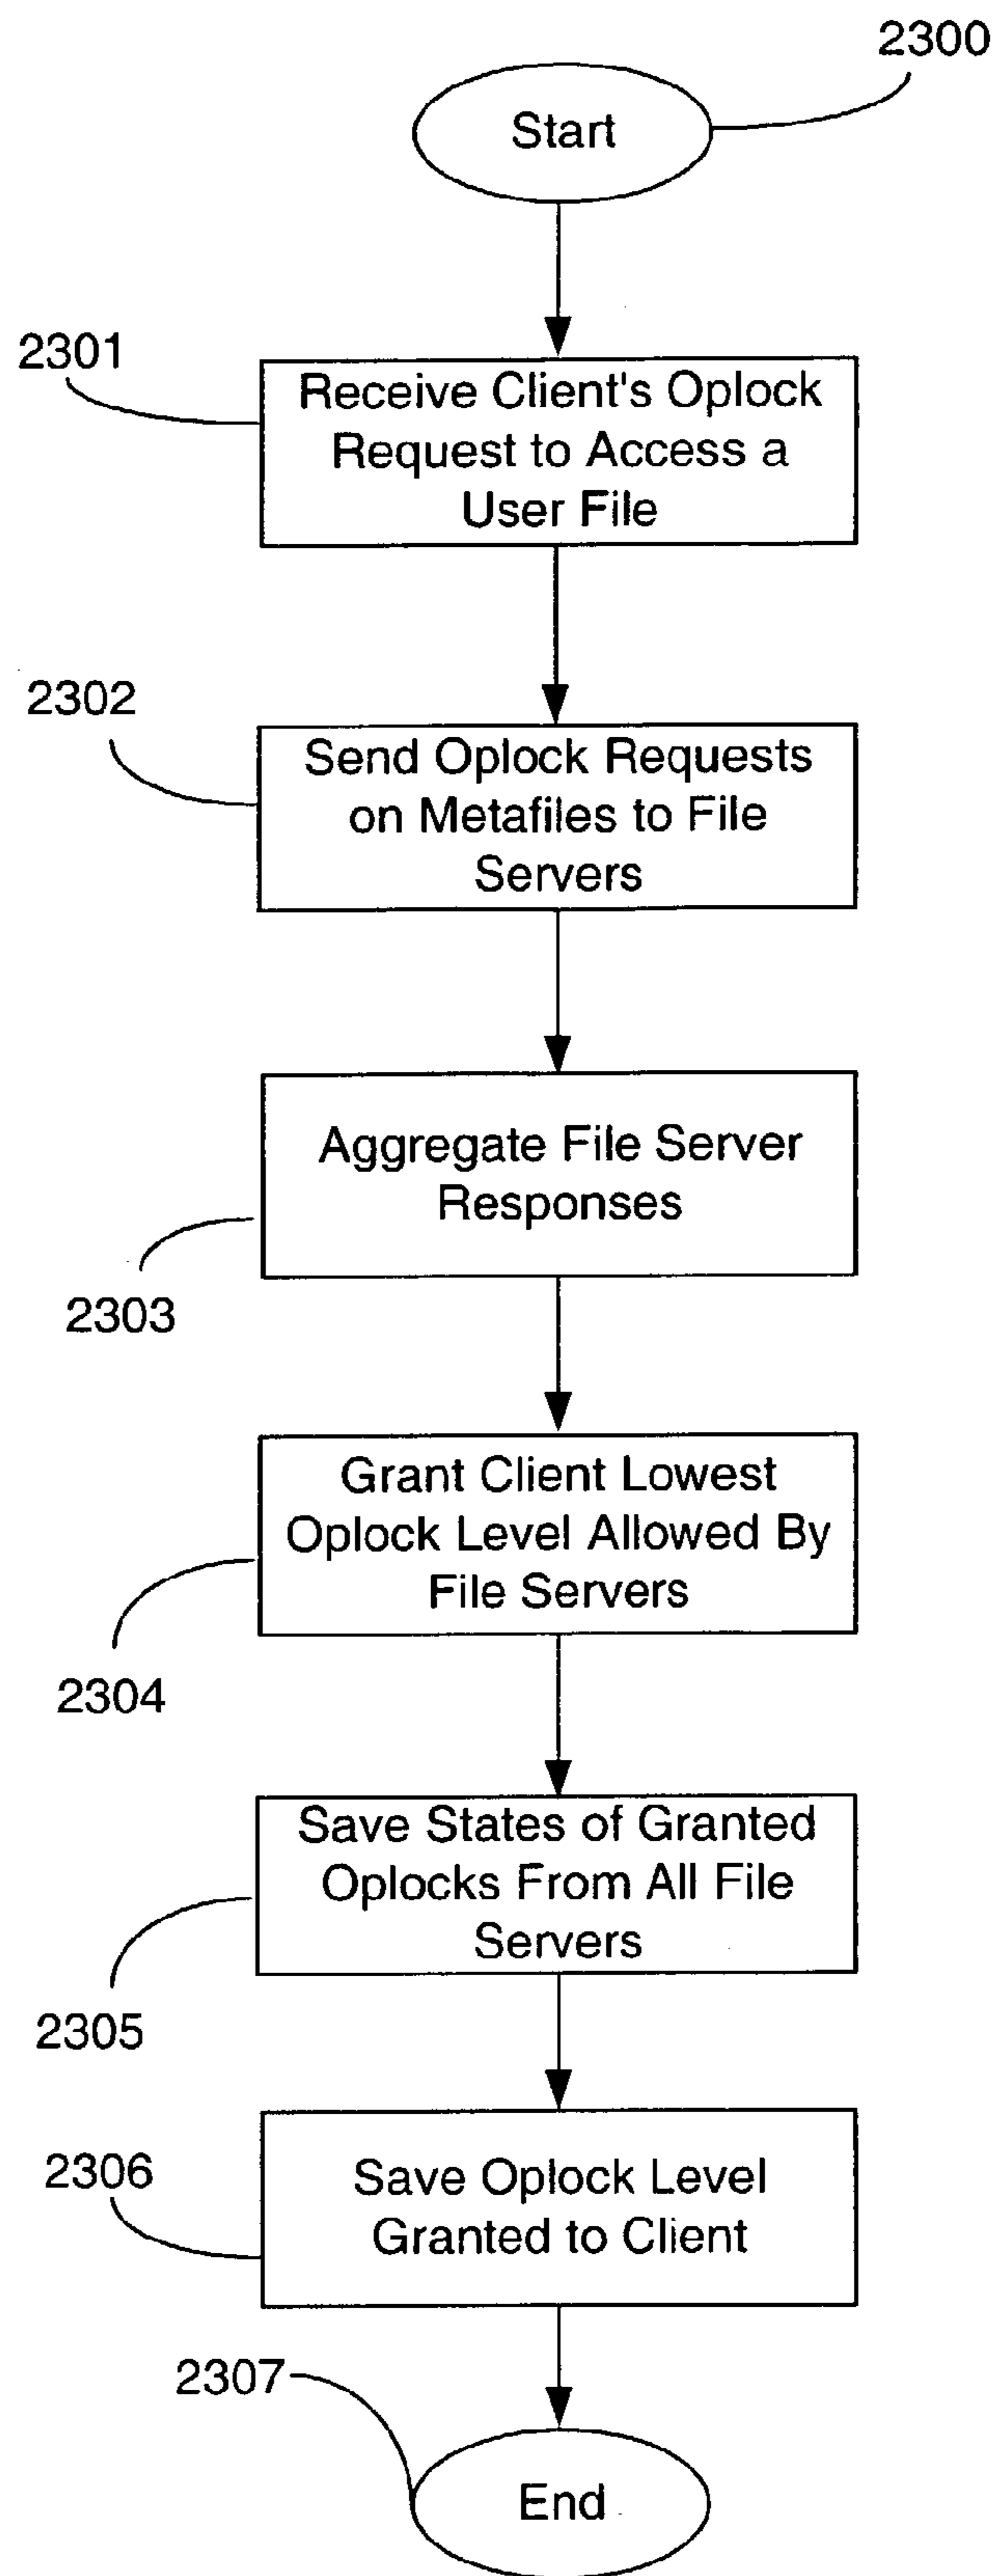 2300
Start
2301
Receive Client's Oplock
Request to Access a
User File
2302
Send Oplock Requests
on Metafiles to File
Servers
Aggregate File Server
Responses
2303
Grant Client Lowest
Oplock Level Allowed By
File Servers
2304
Save States of Granted
Oplocks From All File
Servers
2305
2306
Save Oplock Level
Granted to Client
2307
End